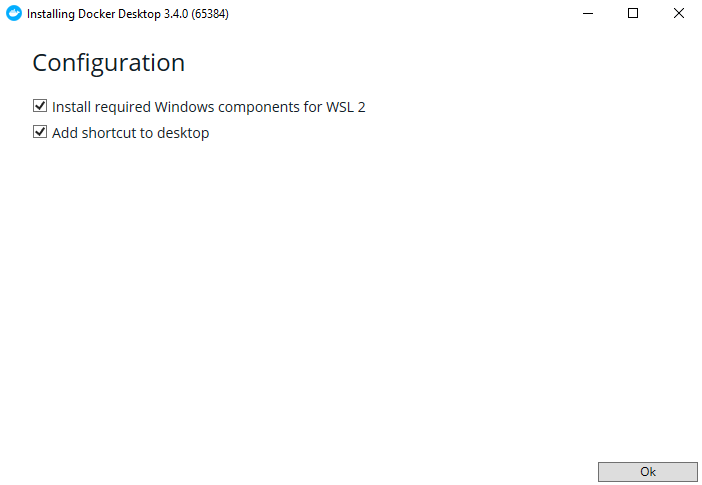 Installing Docker Desktop 3.4.0 (65384)
Configuration
Install required Windows components for WSL 2
Add shortcut to desktop
Ok